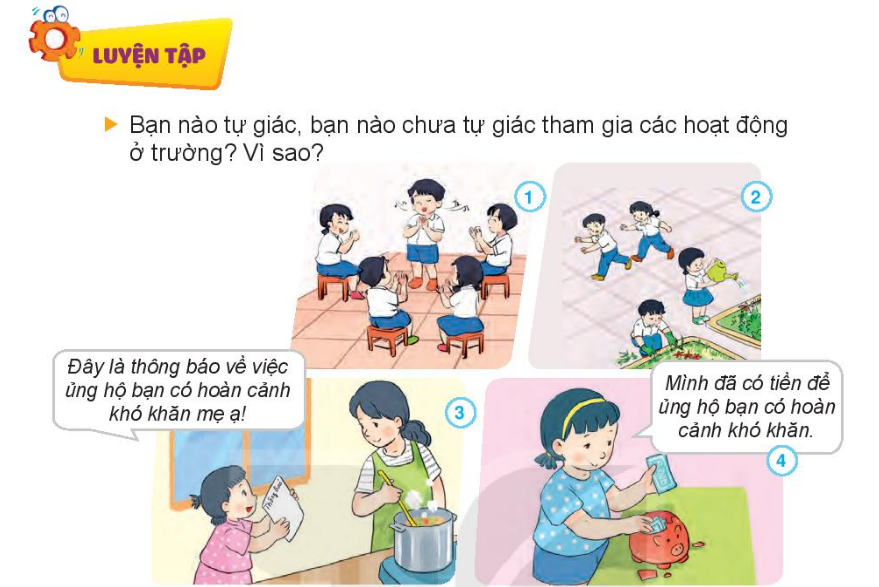 LUYỆN TẬP
Bạn nào tự giác, bạn nào chưa tự giác tham gia các hoạt động
ở trường? Vì sao?
1
2
Đây là thông báo về việc
ủng hộ bạn có hoàn cảnh
khó khăn mẹ ạ!
3
Thông báo
Mình đã có tiền để
ủng hộ bạn có hoàn
cảnh khó khăn.
4